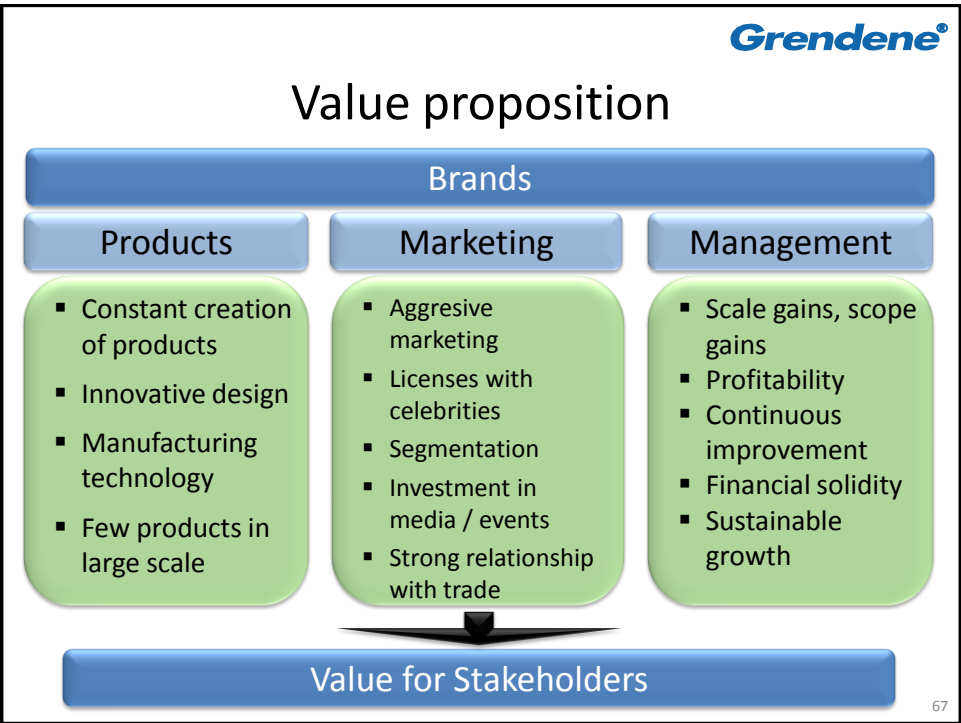 Grendene®
Value proposition
Brands
Products
▪ Constant creation
of products
▪ Innovative design
▪ Manufacturing
technology
▪ Few products in
large scale
Marketing
▪ Aggresive
marketing
▪ Licenses with
celebrities
▪ Segmentation
▪ Investment in
media / events
▪ Strong relationship
with trade
Management
▪ Scale gains, scope
gains
▪ Profitability
▪ Continuous
improvement
▪ Financial solidity
▪ Sustainable
growth
Value for Stakeholders
67